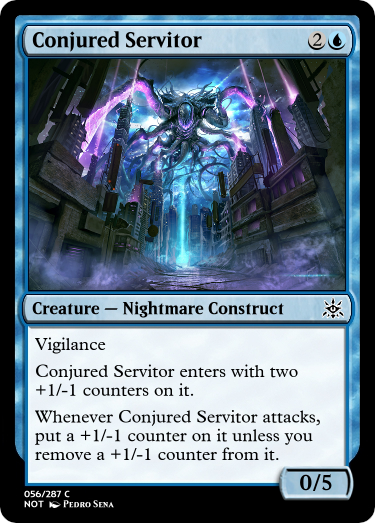 Conjured Servitor 2
Creature — Nightmare Construct
Vigilance
Conjured Servitor enters with two
+1/-1 counters on it.
Whenever Conjured Servitor attacks,
put a +1/-1 counter on it unless you
remove a +1/-1 counter from it.
0/5
056/287 C
NOT Pedro Sena